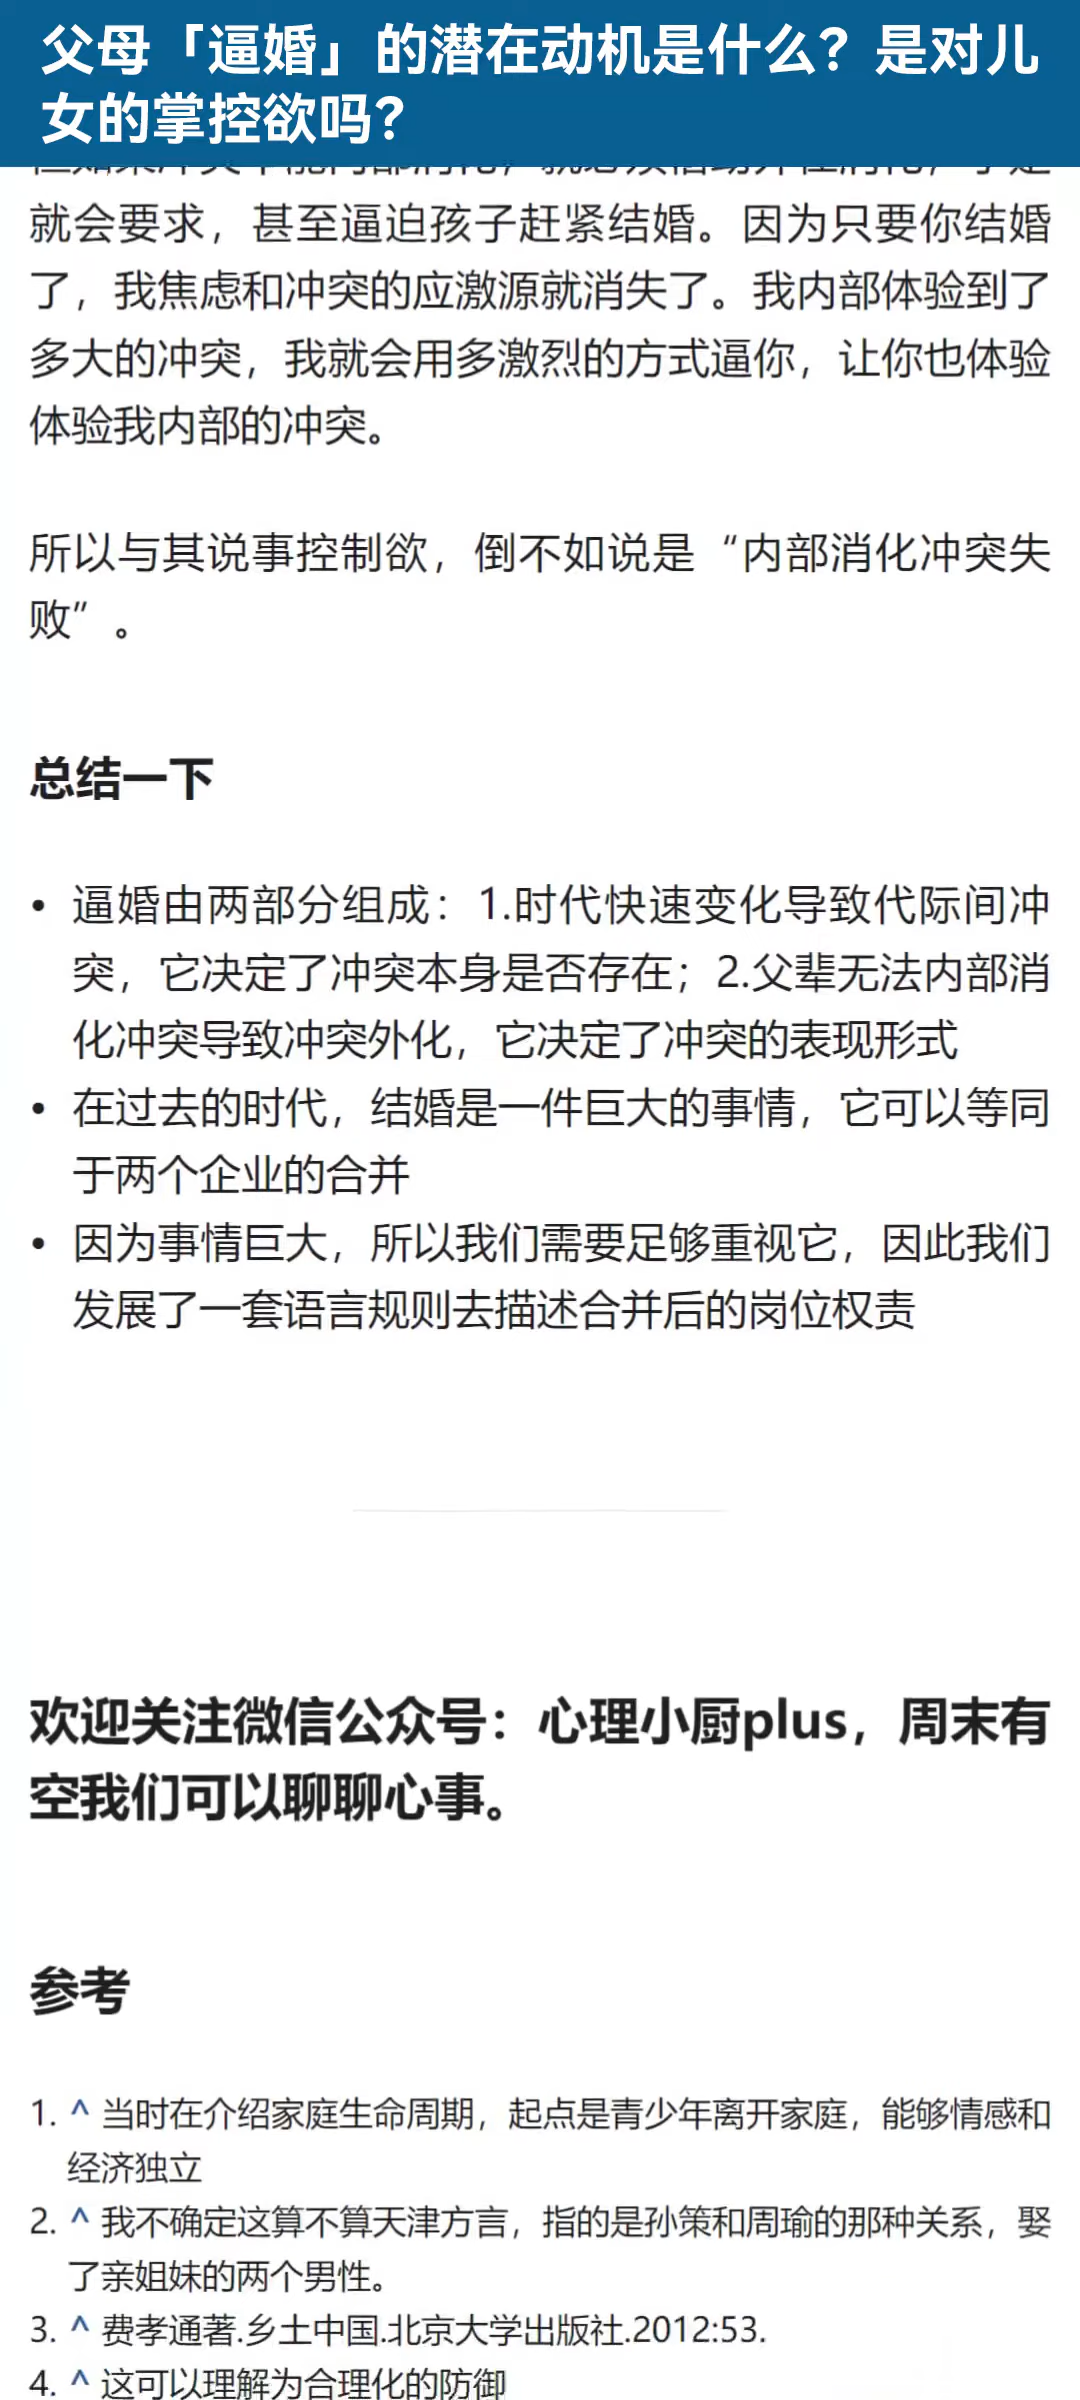 父母「逼婚」的潜在动机是什么？是对儿
女的掌控欲吗？
就会要求，甚至逼迫孩子赶紧结婚。因为只要你结婚
了，我焦虑和冲突的应激源就消失了。我内部体验到了
多大的冲突，我就会用多激烈的方式逼你，让你也体验
体验我内部的冲突。
所以与其说事控制欲，倒不如说是“内部消化冲突失
败”。
总结一下
• 逼婚由两部分组成：1.时代快速变化导致代际间冲
突，它决定了冲突本身是否存在；2.父辈无法内部消
化冲突导致冲突外化，它决定了冲突的表现形式
• 在过去的时代，结婚是一件巨大的事情，它可以等同
于两个企业的合并
• 因为事情巨大，所以我们需要足够重视它，因此我们
发展了一套语言规则去描述合并后的岗位权责
欢迎关注微信公众号：心理小厨plus，周末有
空我们可以聊聊心事。
参考
1. ^ 当时在介绍家庭生命周期，起点是青少年离开家庭，能够情感和
经济独立
2. ^ 我不确定这算不算天津方言，指的是孙策和周瑜的那种关系，娶
了亲姐妹的两个男性。
3. ^ 费孝通著.乡土中国.北京大学出版社.2012:53.
4. ^ 这可以理解为合理化的防御